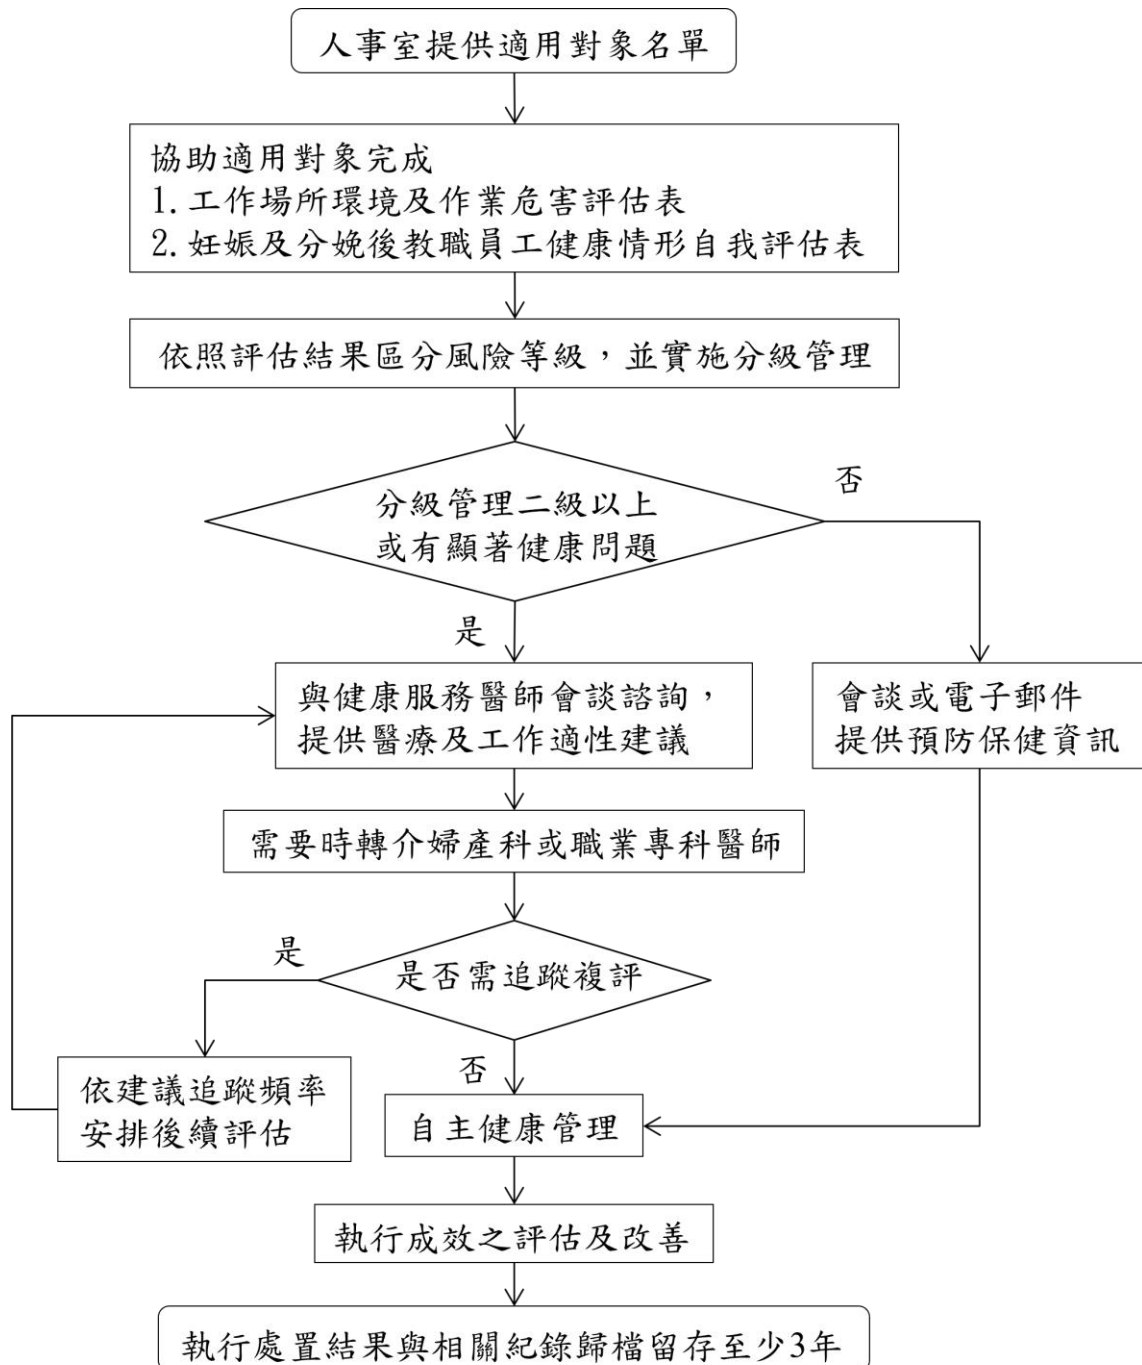 人事室提供適用對象名單
協助適用對象完成
1. 工作場所環境及作業危害評估表
2. 妊娠及分娩後教職員工健康情形自我評估表
依照評估結果區分風險等級，並實施分級管理
分級管理二級以上
或有顯著健康問題
否
是
與健康服務醫師會談諮詢，
提供醫療及工作適性建議
會談或電子郵件
提供預防保健資訊
需要時轉介婦產科或職業專科醫師
是否需追蹤複評
是
否
依建議追蹤頻率
安排後續評估
自主健康管理
執行成效之評估及改善
執行處置結果與相關紀錄歸檔留存至少3年